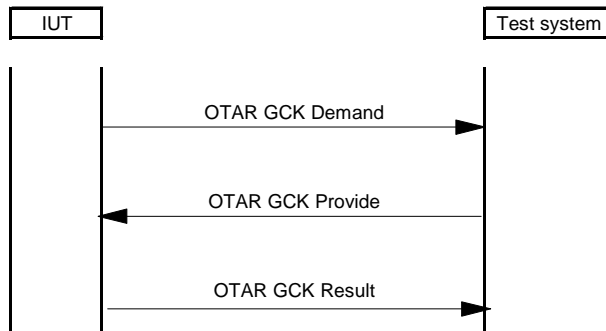 IUT
Test system
OTAR GCK Demand
OTAR GCK Provide
OTAR GCK Result